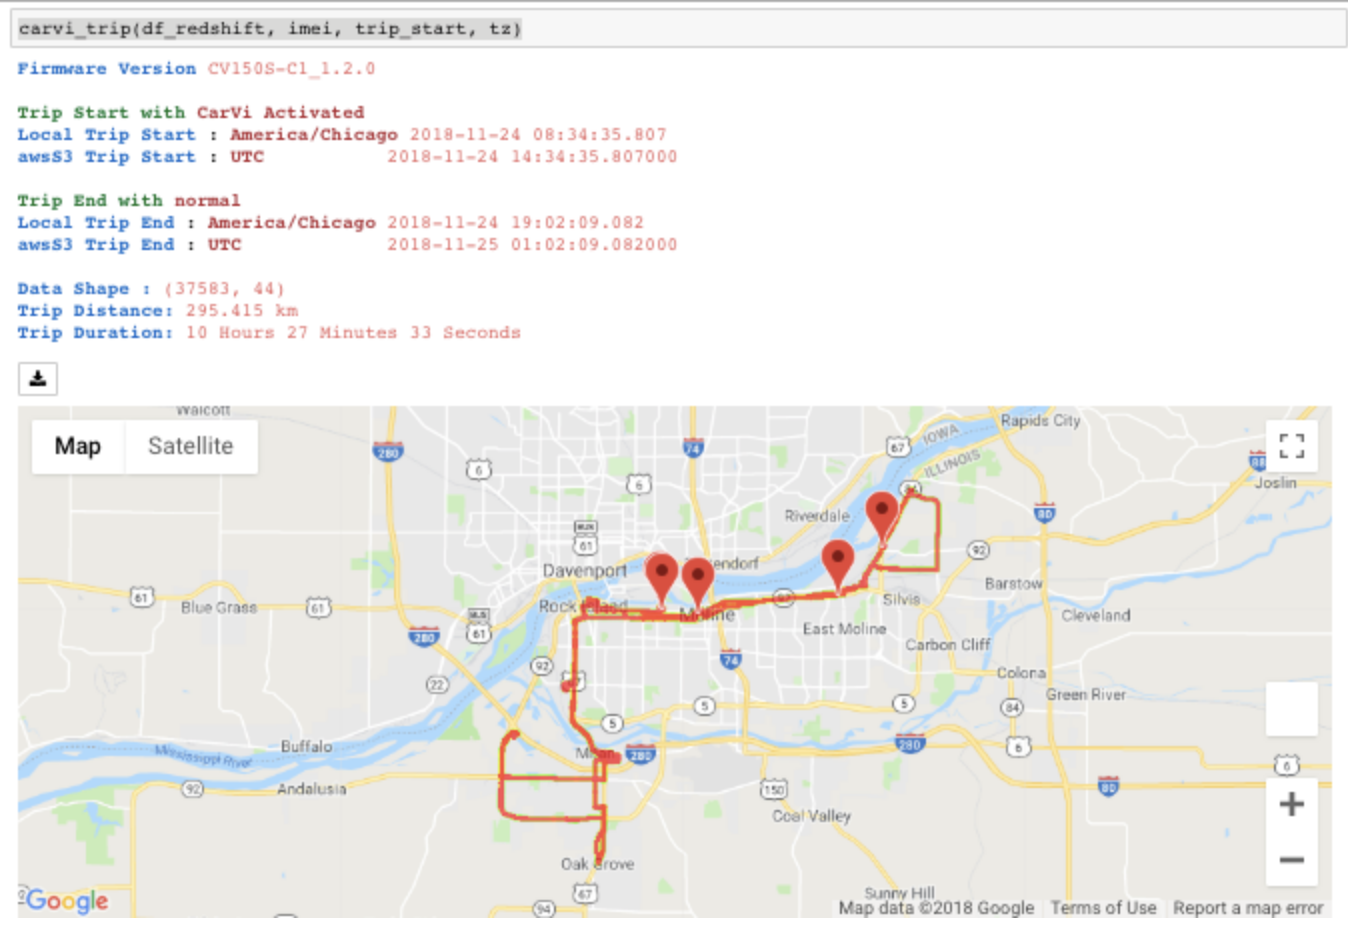 carvi_trip(df_redshift, imei, trip_start, tz)
Firmware Version CV150S-C1_1.2.0
Trip Start with CarVi Activated
Local Trip Start : America/Chicago 2018-11-24 08:34:35.807
awsS3 Trip Start : UTC 2018-11-24 14:34:35.807000
Trip End with normal
Local Trip End : America/Chicago 2018-11-24 19:02:09.082
awsS3 Trip End : UTC 2018-11-25 01:02:09.082000
Data Shape : (37583, 44)
Trip Distance: 295.415 km
Trip Duration: 10 Hours 27 Minutes 33 Seconds
Walcott
Rapids City
Map Satellite
67
IOWA
ILLINOIS
280
74
6
6
88
Joslin
84
80
Riverdale
BUS
61
92
Davenport
endorf
Barstow
61
Blue Grass
61
Rock Island
Moline
92
Silvis
Cleveland
BUS
61
280
East Moline
Carbon Cliff
92
74
Colona
22
Green River
5
5
84
5
Buffalo
Mississippi River
Milan
280
280
6
6
92
Andalusia
150
80
Coal Valley
Oak Grove
67
Sunny Hill
94
Google
Map data ©2018 Google Terms of Use Report a map error